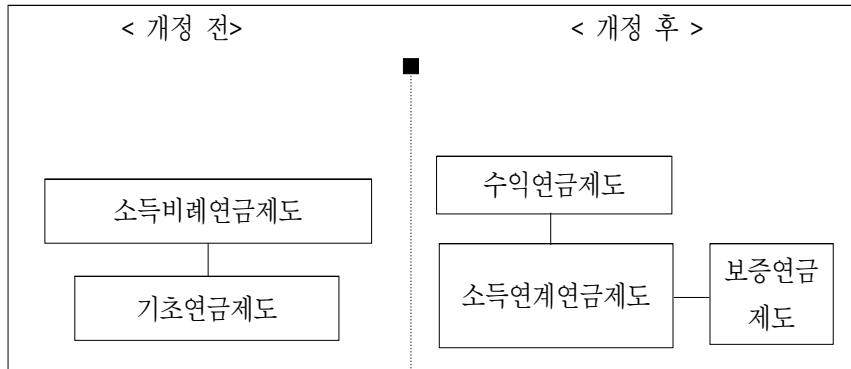 < 개정 전>
< 개정 후 >
소득비례연금제도
기초연금제도
수익연금제도
소득연계연금제도
보증연금
제도